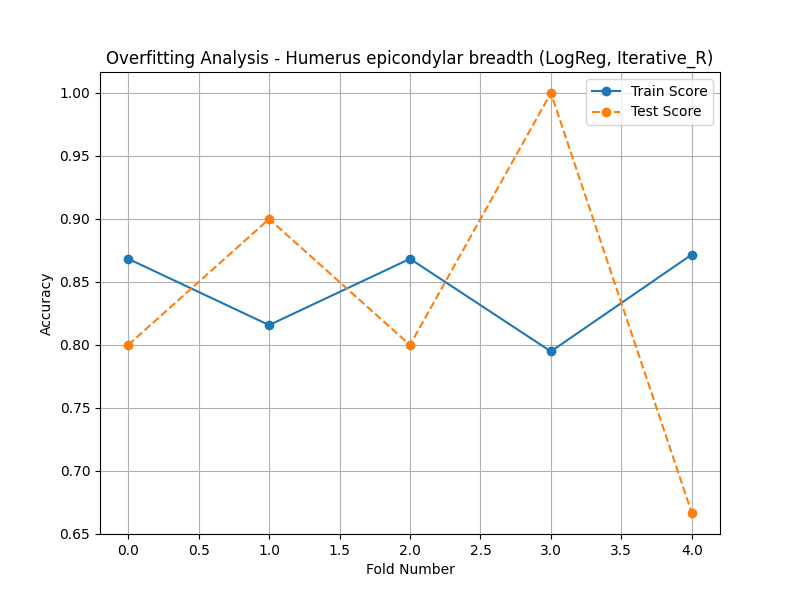 Overfitting Analysis - Humerus epicondylar breadth (LogReg, Iterative_R)
Train Score
Test Score
1.00
0.95
0.90
0.85
0.80
0.75
0.70
0.65
Accuracy
0.0 0.5 1.0 1.5 2.0 2.5 3.0 3.5 4.0
Fold Number